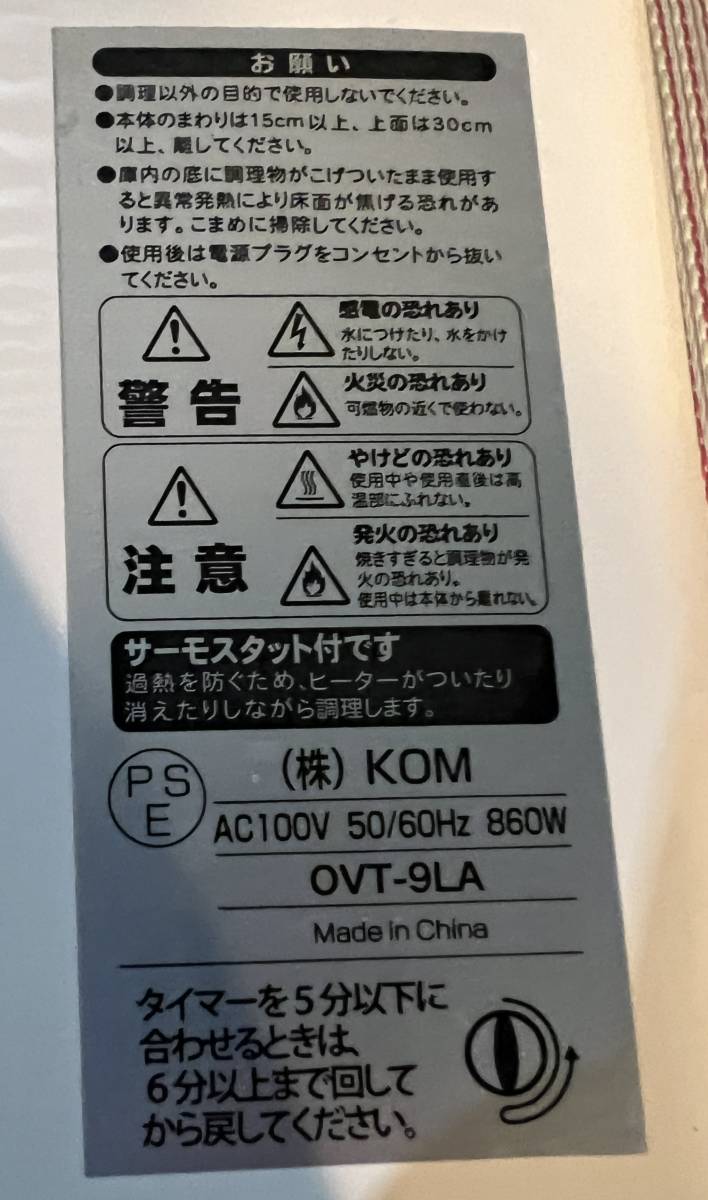 お願い
●調理以外の目的で使用しないでください。
●本体のまわりは15cm以上、上面は30cm
以上、離してください。
●庫内の底に調理物がこげついたまま使用す
ると異常発熱により床面が焦げる恐れがあ
ります。こまめに掃除してください。
●使用後は電源プラグをコンセントから抜い
てください。
警告
感電の恐れあり
水につけたり、水をかけ
たりしない。
火災の恐れあり
可燃物の近くで使わない。
注意
やけどの恐れあり
使用中や使用直後は高
温部にふれない。
発火の恐れあり
焼きすぎると調理物が発
火の恐れあり。
使用中は本体から離れない。
サーモスタット付です
過熱を防ぐため、ヒーターがついたり
消えたりしながら調理します。
PS
E
(株) KOM
AC100V 50/60Hz 860W
OVT-9LA
Made in China
タイマーを5分以下に
合わせるときは、
6分以上まで回して
から戻してください。